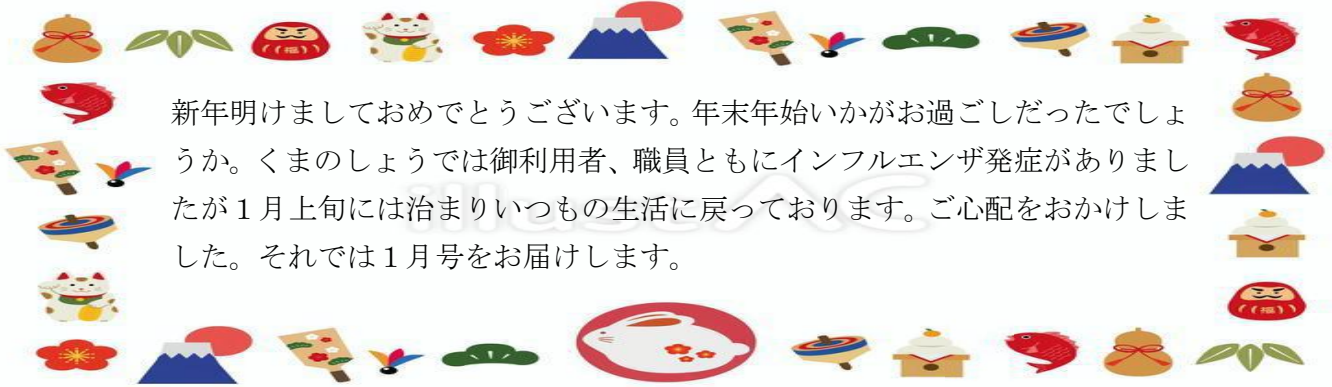 新年明けましておめでとうございます。年末年始いかがお過ごしだったでしょ
うか。くまのしょうでは御利用者、職員ともにインフルエンザ発症がありまし
たが１月上旬には治まりいつもの生活に戻っております。ご心配をおかけしま
した。それでは１月号をお届けします。
illustAC
福
福